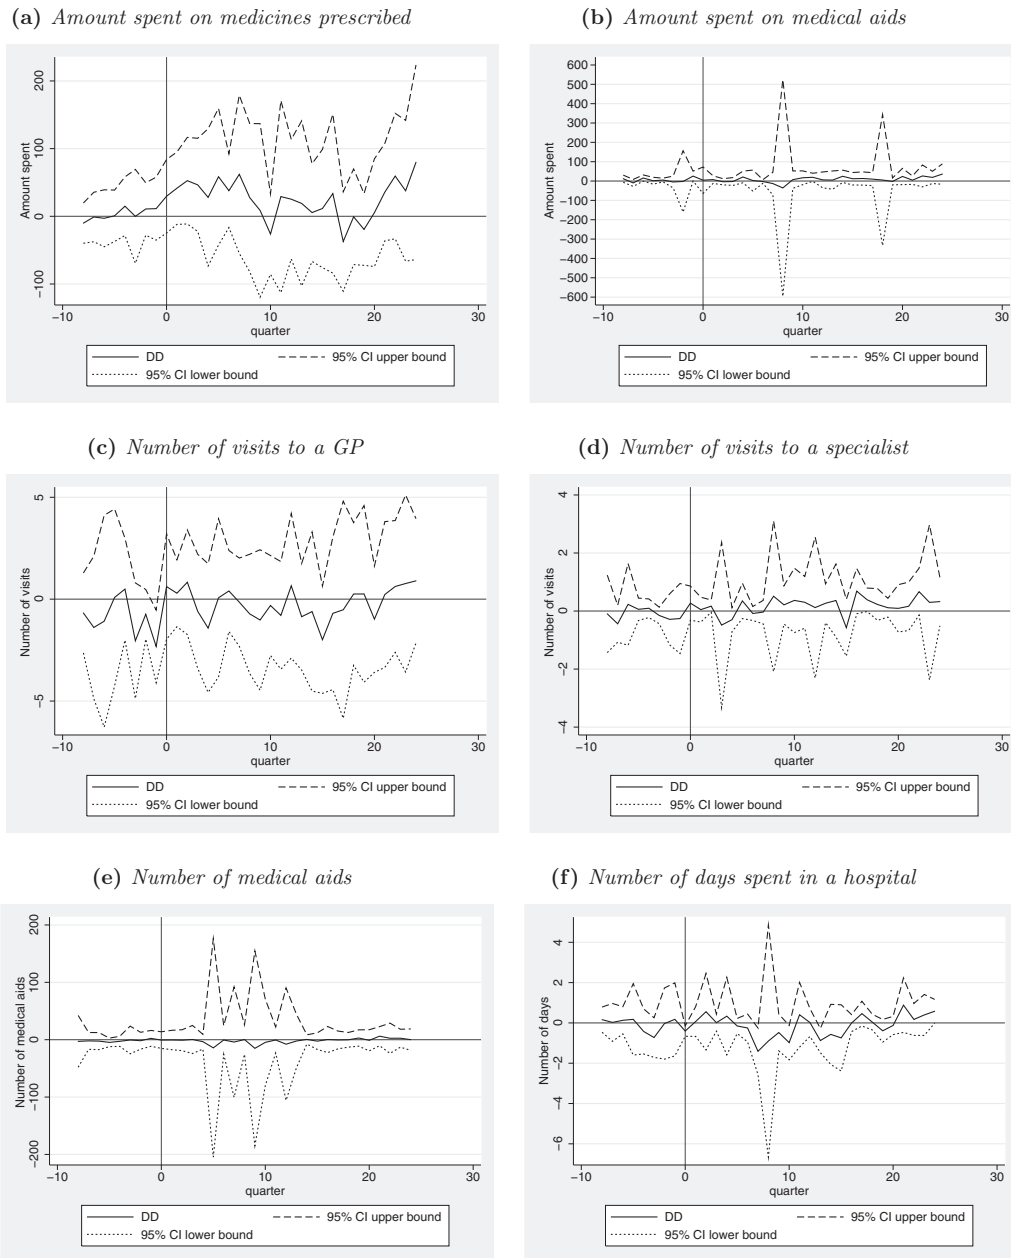 (a) Amount spent on medicines prescribed
Amount spent
200
100
0
−100
−10 0 10 20 30
quarter
DD 95% CI upper bound
95% CI lower bound
(b) Amount spent on medical aids
Amount spent
600
500
400
300
200
100
0
−100
−200
−300
−400
−500
−600
−10 0 10 20 30
quarter
DD 95% CI upper bound
95% CI lower bound
(c) Number of visits to a GP
Number of visits
5
0
−5
−10 0 10 20 30
quarter
DD 95% CI upper bound
95% CI lower bound
(d) Number of visits to a specialist
Number of visits
4
2
0
−2
−4
−10 0 10 20 30
quarter
DD 95% CI upper bound
95% CI lower bound
(e) Number of medical aids
Number of medical aids
200
100
0
−100
−200
−10 0 10 20 30
quarter
DD 95% CI upper bound
95% CI lower bound
(f) Number of days spent in a hospital
Number of days
4
2
0
−2
−4
−6
−10 0 10 20 30
quarter
DD 95% CI upper bound
95% CI lower bound